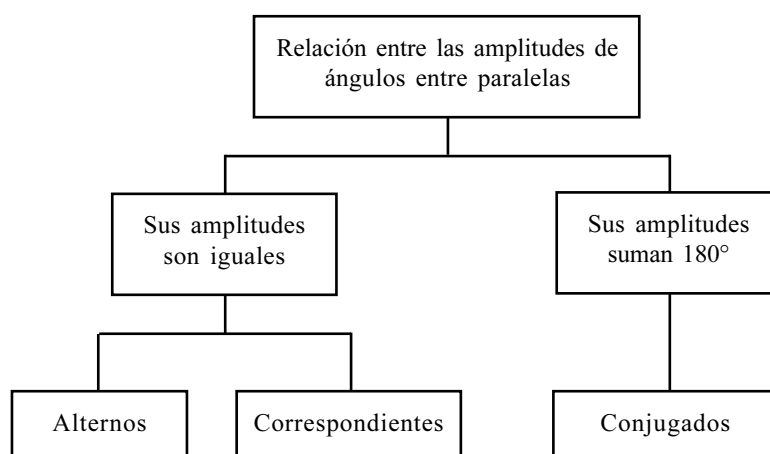 Relación entre las amplitudes de
ángulos entre paralelas
Sus amplitudes
son iguales
Sus amplitudes
suman 180°
Alternos
Correspondientes
Conjugados